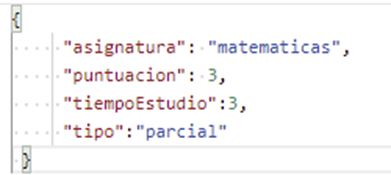 {
"asignatura": "matematicas",
"puntuacion": 3,
"tiempoEstudio":3,
"tipo":"parcial"
}